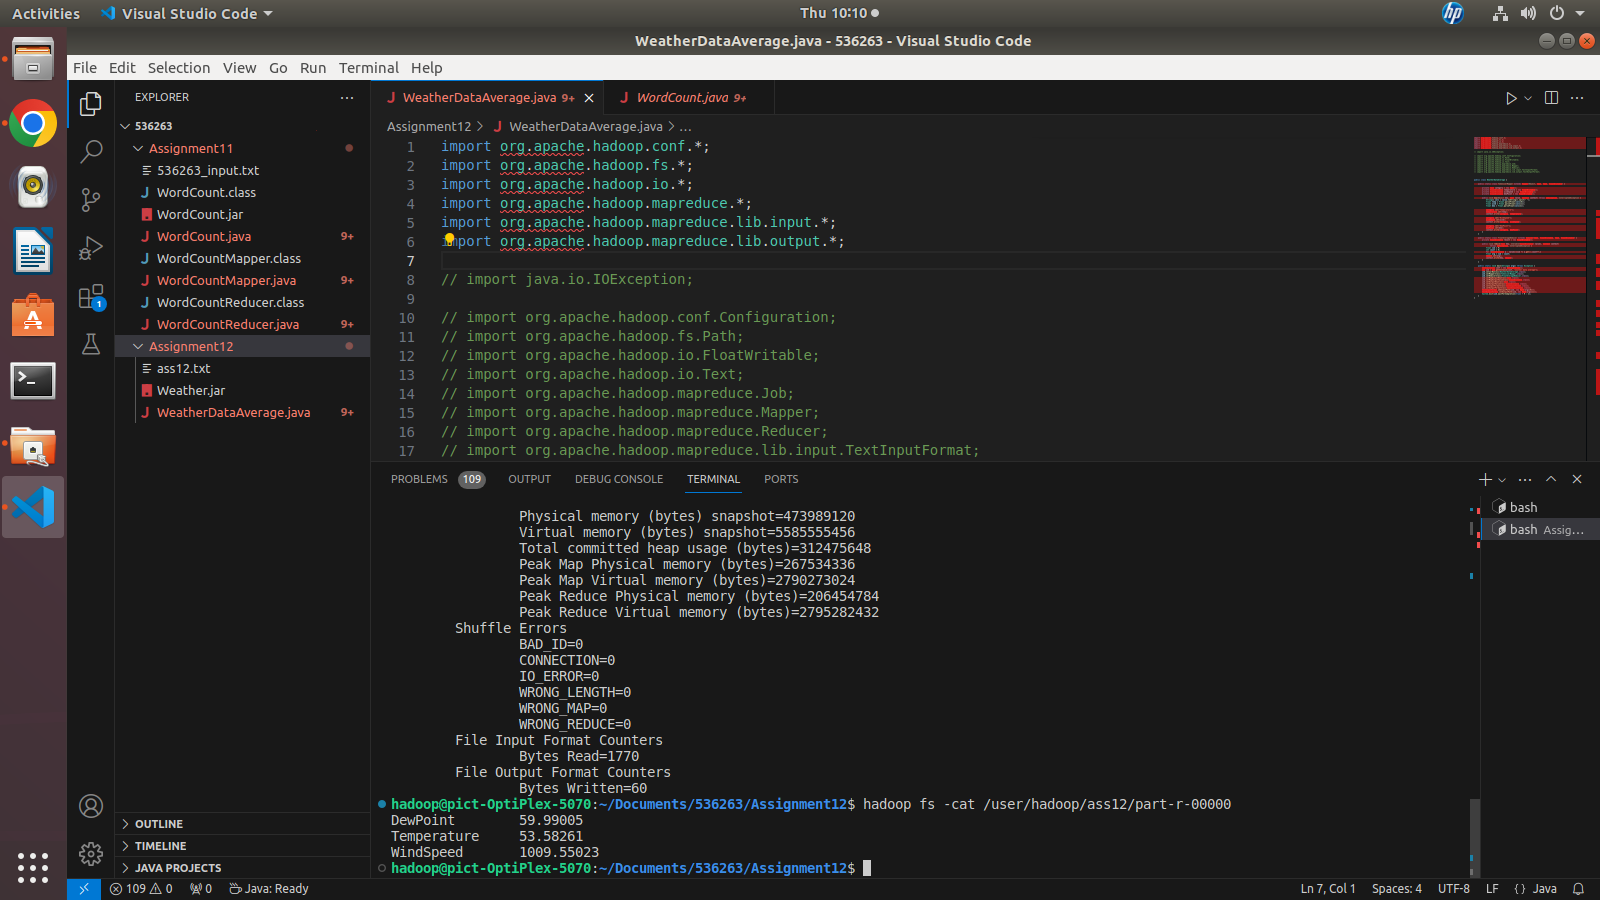 Activities Visual Studio Code Thu 10:10
WeatherDataAverage.java - 536263 - Visual Studio Code
File Edit Selection View Go Run Terminal Help
EXPLORER
536263
Assignment11
536263_input.txt
WordCount.class
WordCount.jar
WordCount.java 9+
WordCountMapper.class
WordCountMapper.java 9+
WordCountReducer.class
WordCountReducer.java 9+
Assignment12
ass12.txt
Weather.jar
WeatherDataAverage.java 9+
OUTLINE
TIMELINE
JAVA PROJECTS
WeatherDataAverage.java 9+ WordCount.java 9+
Assignment12 > WeatherDataAverage.java > ...
1 import org.apache.hadoop.conf.*;
2 import org.apache.hadoop.fs.*;
3 import org.apache.hadoop.io.*;
4 import org.apache.hadoop.mapreduce.*;
5 import org.apache.hadoop.mapreduce.lib.input.*;
6 import org.apache.hadoop.mapreduce.lib.output.*;
7
8 // import java.io.IOException;
9
10 // import org.apache.hadoop.conf.Configuration;
11 // import org.apache.hadoop.fs.Path;
12 // import org.apache.hadoop.io.FloatWritable;
13 // import org.apache.hadoop.io.Text;
14 // import org.apache.hadoop.mapreduce.Job;
15 // import org.apache.hadoop.mapreduce.Mapper;
16 // import org.apache.hadoop.mapreduce.Reducer;
17 // import org.apache.hadoop.mapreduce.lib.input.TextInputFormat;
PROBLEMS 109 OUTPUT DEBUG CONSOLE TERMINAL PORTS
Physical memory (bytes) snapshot=473989120
Virtual memory (bytes) snapshot=5585555456
Total committed heap usage (bytes)=312475648
Peak Map Physical memory (bytes)=267534336
Peak Map Virtual memory (bytes)=2790273024
Peak Reduce Physical memory (bytes)=206454784
Peak Reduce Virtual memory (bytes)=2795282432
Shuffle Errors
BAD_ID=0
CONNECTION=0
IO_ERROR=0
WRONG_LENGTH=0
WRONG_MAP=0
WRONG_REDUCE=0
File Input Format Counters
Bytes Read=1770
File Output Format Counters
Bytes Written=60
hadoop@pict-OptiPlex-5070:~/Documents/536263/Assignment12$ hadoop fs -cat /user/hadoop/ass12/part-r-00000
DewPoint 59.99005
Temperature 53.58261
WindSpeed 1009.55023
hadoop@pict-OptiPlex-5070:~/Documents/536263/Assignment12$
bash
bash Assig...
109 0 0 Java: Ready Ln 7, Col 1 Spaces: 4 UTF-8 LF {} Java